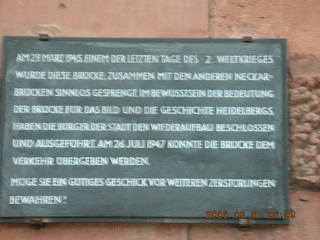 AM 29. MÄRZ 1945, EINEM DER LETZTEN TAGE DES 2. WELTKRIEGES
WURDE DIESE BRÜCKE, ZUSAMMEN MIT DEN ANDEREN NECKAR-
BRÜCKEN SINNLOS GESPRENGT. IM BEWUSSTSEIN DER BEDEUTUNG
DER BRÜCKE FÜR DAS BILD UND DIE GESCHICHTE HEIDELBERGS,
HABEN DIE BÜRGER DER STADT DEN WIEDERAUFBAU BESCHLOSSEN
UND AUSGEFÜHRT. AM 26. JULI 1947 KONNTE DIE BRÜCKE DEM
VERKEHR ÜBERGEBEN WERDEN.
MÖGE SIE EIN GÜTIGES GESCHICK VOR WEITEREN ZERSTÖRUNGEN
BEWAHREN!